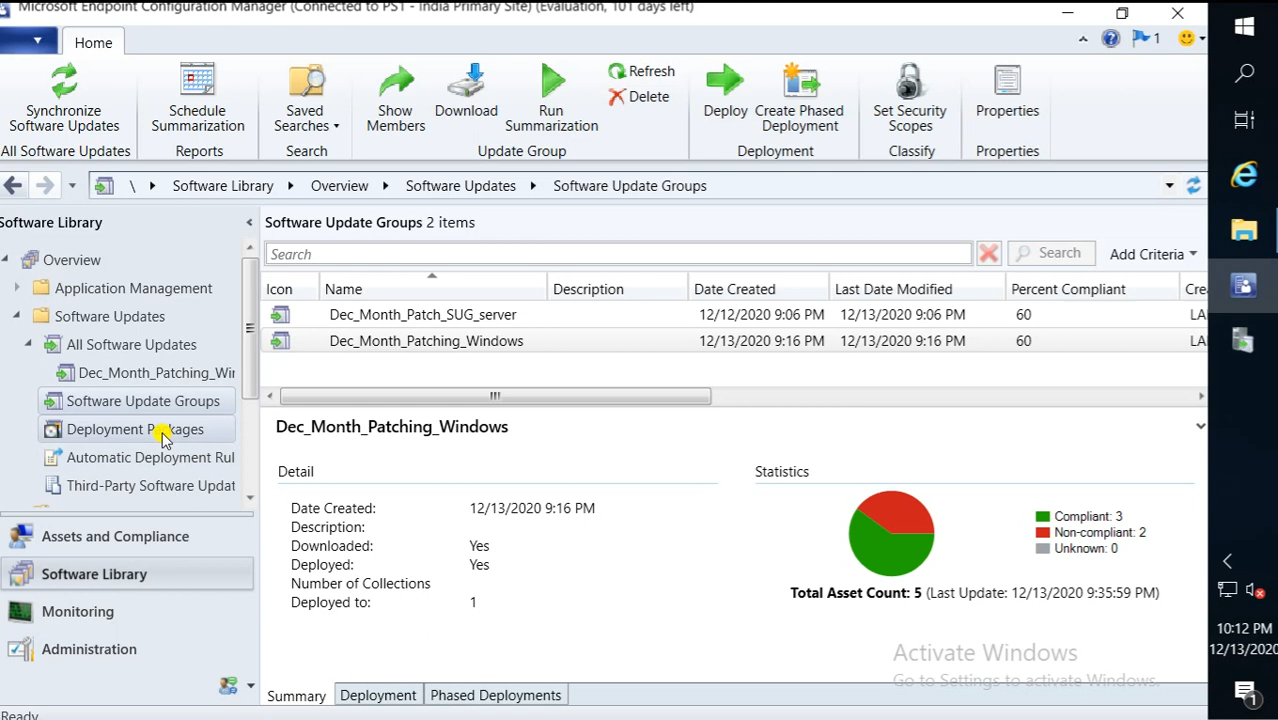 Microsoft Endpoint Configuration Manager (Connected to PS1 - India Primary Site) (Evaluation, 101 days left)
Home
1
Synchronize Software Updates
Schedule Summarization
Saved Searches
Show Members
Download
Run Summarization
Refresh
Delete
Deploy
Create Phased Deployment
Set Security Scopes
Properties
All Software Updates
Reports
Search
Update Group
Deployment
Classify
Properties
\ Software Library Overview Software Updates Software Update Groups
Software Library
Overview
Application Management
Software Updates
All Software Updates
Dec_Month_Patching_Wir
Software Update Groups
Deployment Packages
Automatic Deployment Rul
Third-Party Software Updat
Assets and Compliance
Software Library
Monitoring
Administration
Ready
Software Update Groups 2 items
Search
Search
Add Criteria
Icon Name Description Date Created Last Date Modified Percent Compliant Cre
Dec_Month_Patch_SUG_server 12/12/2020 9:06 PM 12/13/2020 9:06 PM 60 LA
Dec_Month_Patching_Windows 12/13/2020 9:16 PM 12/13/2020 9:16 PM 60 LA
Dec_Month_Patching_Windows
Detail
Date Created: 12/13/2020 9:16 PM
Description:
Downloaded: Yes
Deployed: Yes
Number of Collections
Deployed to: 1
Statistics
Compliant: 3
Non-compliant: 2
Unknown: 0
Total Asset Count: 5 (Last Update: 12/13/2020 9:35:59 PM)
Activate Windows
Go to Settings to activate Windows.
Summary Deployment Phased Deployments
10:12 PM
12/13/2020
1